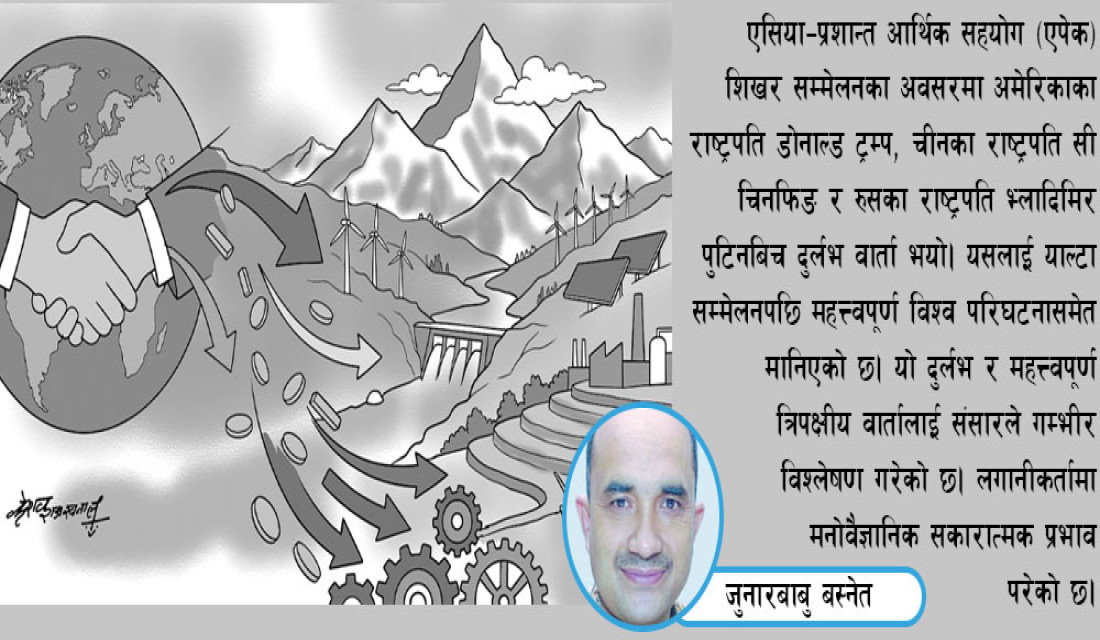 एसिया-प्रशान्त आर्थिक सहयोग (एपेक)
शिखर सम्मेलनका अवसरमा अमेरिकाका
राष्ट्रपति डोनाल्ड ट्रम्प, चीनका राष्ट्रपति सी
चिनफिङ र रुसका राष्ट्रपति भ्लादिमिर
पुटिनबिच दुर्लभ वार्ता भयो। यसलाई याल्टा
सम्मेलनपछि महत्त्वपूर्ण विश्व परिघटनासमेत
मानिएको छ। यो दुर्लभ र महत्त्वपूर्ण
त्रिपक्षीय वार्तालाई संसारले गम्भीर
विश्लेषण गरेको छ। लगानीकर्तामा
मनोवैज्ञानिक सकारात्मक प्रभाव
परेको छ।
जुनारबाबु बस्नेत